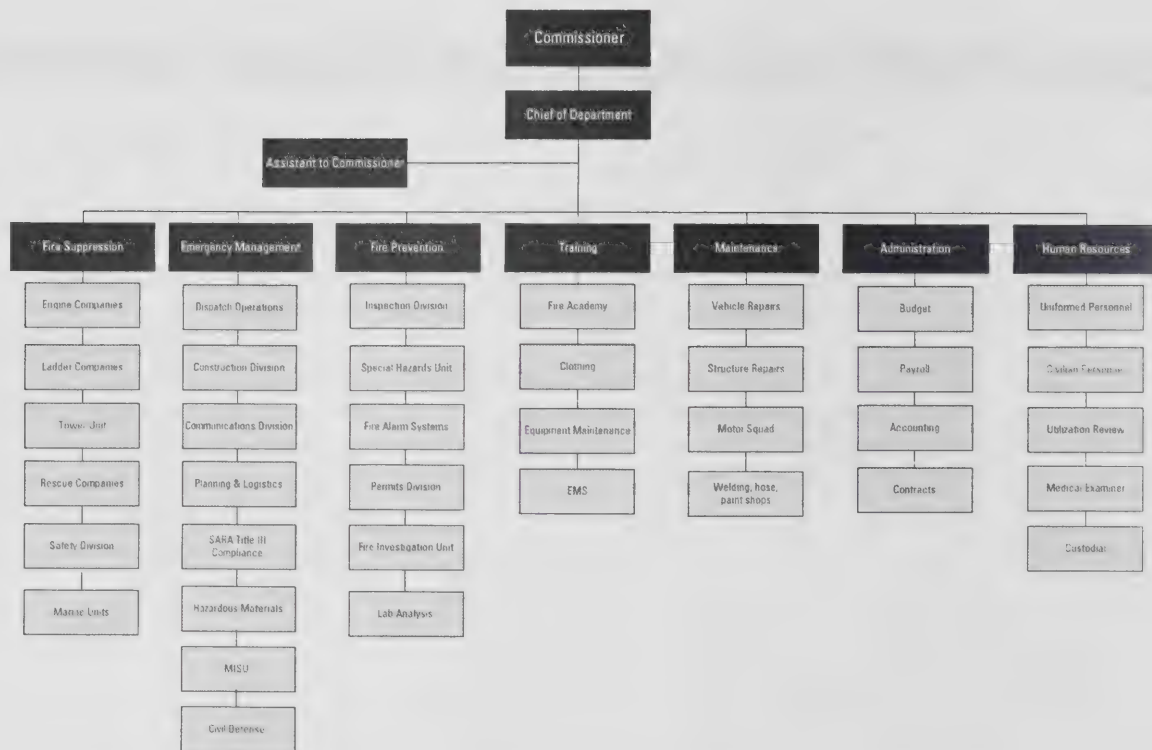 Commissioner
Chief of Department
Assistant to Commissioner
Fire Suppression
Engine Companies
Ladder Companies
Tower Unit
Rescue Companies
Safety Division
Marine Units
Emergency Management
Dispatch Operations
Construction Division
Communications Division
Planning & Logistics
SARA Title III
Compliance
Hazardous Materials
MISU
Civil Defense
Fire Prevention
Inspection Division
Special Hazards Unit
Fire Alarm Systems
Permits Division
Fire Investigation Unit
Lab Analysis
Training
Fire Academy
Clothing
Equipment Maintenance
EMS
Maintenance
Vehicle Repairs
Structure Repairs
Motor Squad
Welding, hose,
paint shops
Administration
Budget
Payroll
Accounting
Contracts
Human Resources
Uniformed Personnel
Civilian Personnel
Utilization Review
Medical Examiner
Custodial